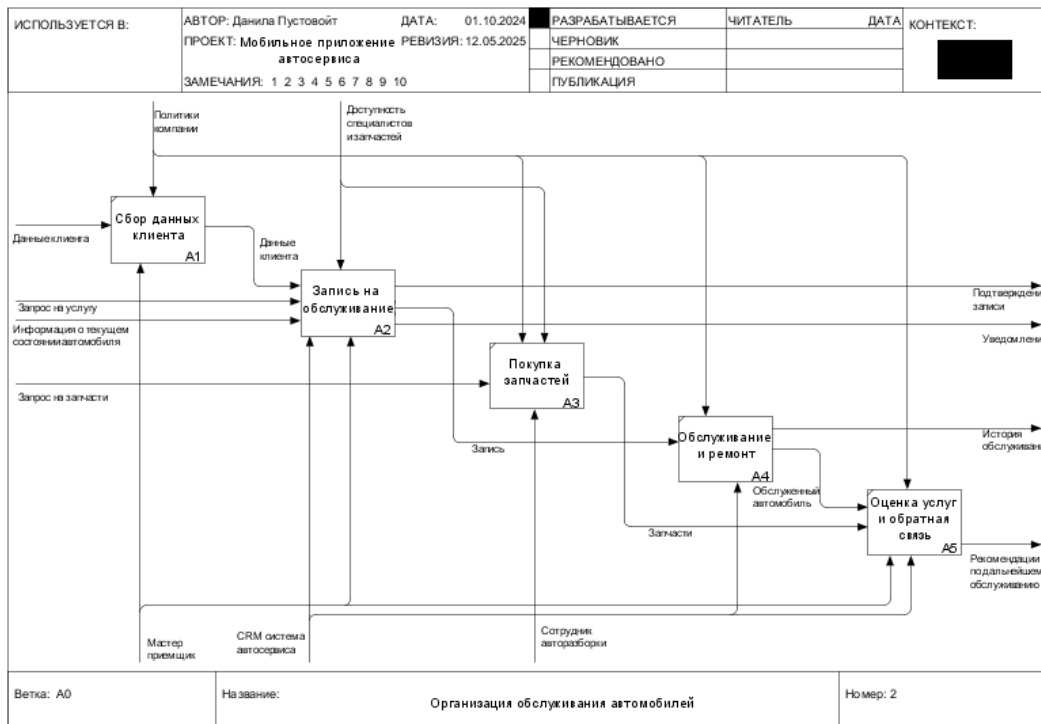 ИСПОЛЬЗУЕТСЯ В:
АВТОР: Данила Пустовойт
ДАТА: 01.10.2024
РАЗРАБАТЫВАЕТСЯ
ЧИТАТЕЛЬ
ДАТА
КОНТЕКСТ:
ПРОЕКТ: Мобильное приложение
автосервиса
РЕВИЗИЯ: 12.05.2025
ЧЕРНОВИК
РЕКОМЕНДОВАНО
ЗАМЕЧАНИЯ: 1 2 3 4 5 6 7 8 9 10
ПУБЛИКАЦИЯ
Политики
компании
Доступность
специалистов
и запчастей
Сбор данных
клиента
A1
Данные клиента
Данные
клиента
Запись на
обслуживание
A2
Запрос на услугу
Информация о текущем
состоянии автомобиля
Подтверждени
записи
Уведомлени
Покупка
запчастей
A3
Запрос на запчасти
Запись
Обслуживание
и ремонт
A4
История
обслуживан
Обслуженный
автомобиль
Оценка услуг
и обратная
связь
A5
Запчасти
Рекомендации
по дальнейшем
обслуживанию
Мастер
приемщик
CRM система
автосервиса
Сотрудник
авторазборки
Ветка: A0
Название:
Организация обслуживания автомобилей
Номер: 2